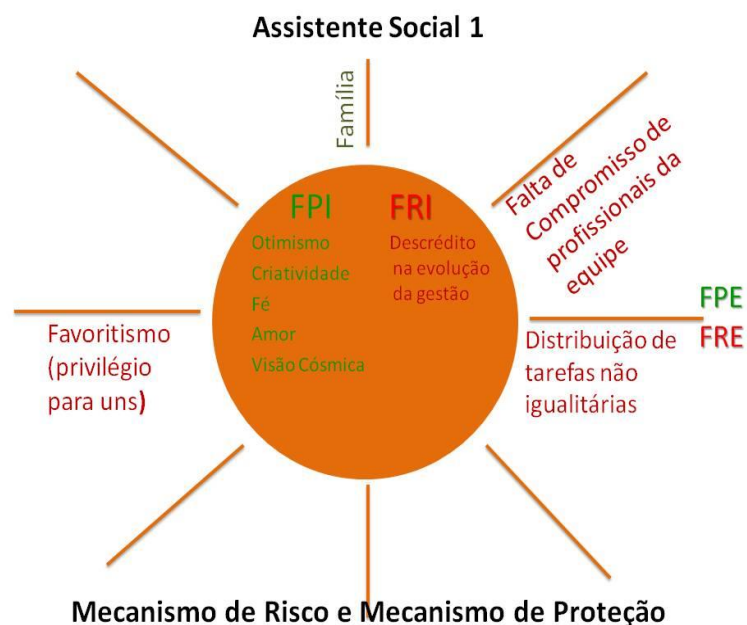 Assistente Social 1
Família
Falta de
Compromisso de
profissionais da
equipe
FPI
Otimismo
Criatividade
Fé
Amor
Visão Cósmica
FRI
Descrédito
na evolução
da gestão
FPE
FRE
Favoritismo
(privilégio
para uns)
Distribuição de
tarefas não
igualitárias
Mecanismo de Risco e Mecanismo de Proteção